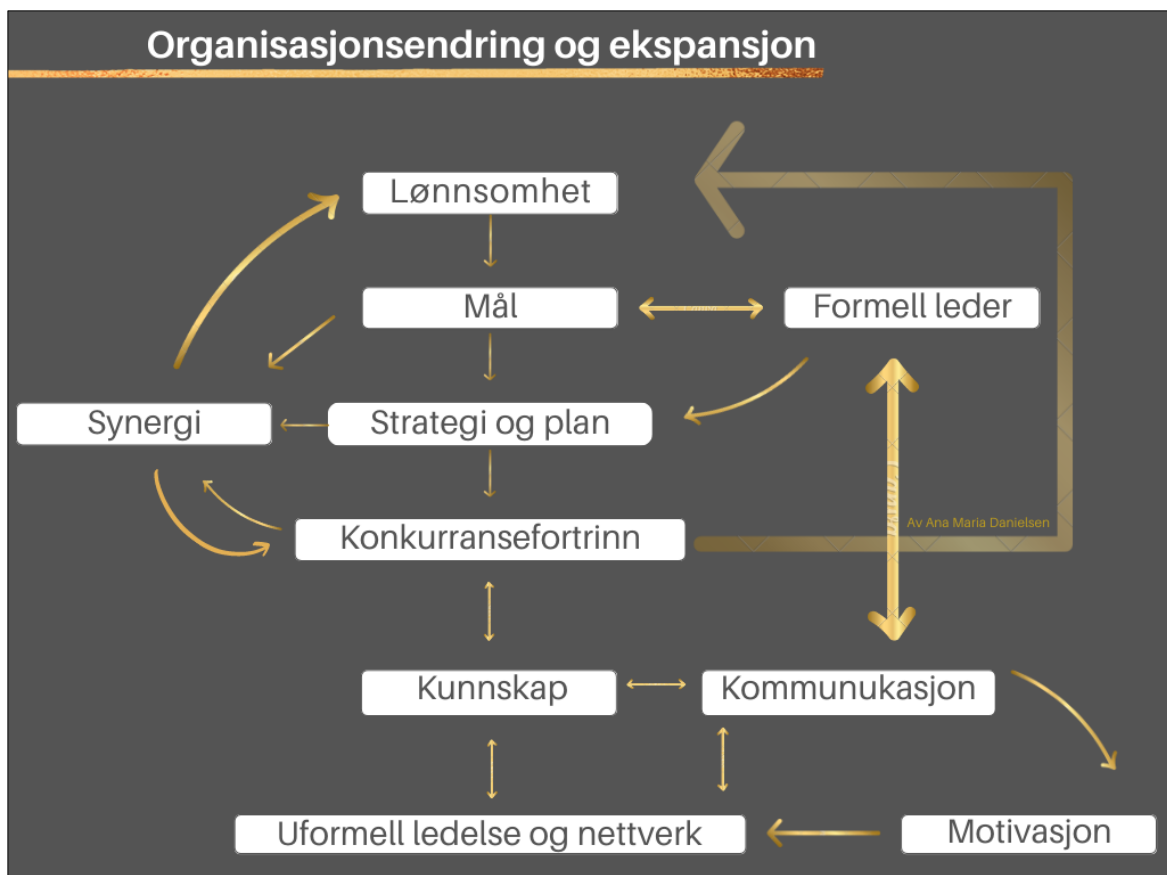 Organisasjonsendring og ekspansjon
Lønnsomhet
Mål
Formell leder
Synergi
Strategi og plan
Konkurransefortrinn
Av Ana Maria Danielsen
Kunnskap
Kommunukasjon
Uformell ledelse og nettverk
Motivasjon